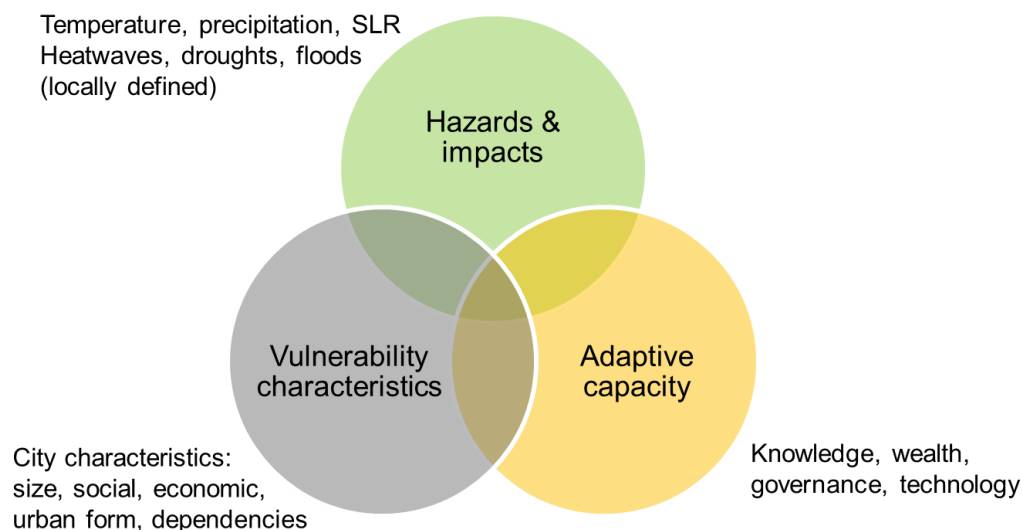 Temperature, precipitation, SLR
Heatwaves, droughts, floods
(locally defined)
Hazards &
impacts
Vulnerability
characteristics
Adaptive
capacity
City characteristics:
size, social, economic,
urban form, dependencies
Knowledge, wealth,
governance, technology